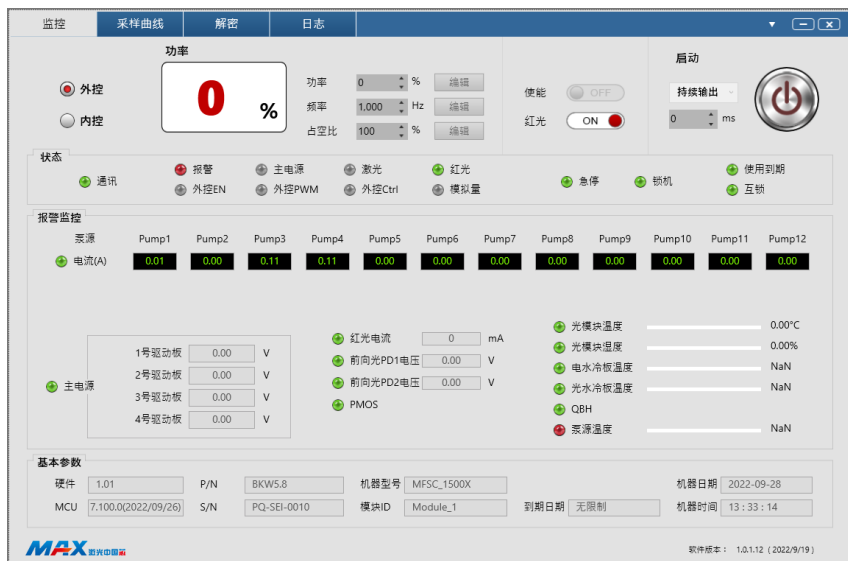 监控 采样曲线 解密 日志
功率 启动
外控 内控
0 %
功率 0 % 编辑
频率 1,000 Hz 编辑
占空比 100 % 编辑
使能 OFF
红光 ON
持续输出
0 ms
状态
通讯 报警 主电源 激光 红光 急停 锁机 使用到期
外控EN 外控PWM 外控Ctrl 模拟量 互锁
报警监控
泵源 Pump1 Pump2 Pump3 Pump4 Pump5 Pump6 Pump7 Pump8 Pump9 Pump10 Pump11 Pump12
电流(A) 0.01 0.00 0.11 0.11 0.00 0.00 0.00 0.00 0.00 0.00 0.00 0.00
主电源
1号驱动板 0.00 V
2号驱动板 0.00 V
3号驱动板 0.00 V
4号驱动板 0.00 V
红光电流 0 mA
前向光PD1电压 0.00 V
前向光PD2电压 0.00 V
PMOS
光模块温度 0.00°C
光模块湿度 0.00%
电水冷板温度 NaN
光水冷板温度 NaN
QBH
泵源温度 NaN
基本参数
硬件 1.01 P/N BKW5.8 机器型号 MFSC_1500X 机器日期 2022-09-28
MCU 7.100.0(2022/09/26) S/N PQ-SEI-0010 模块ID Module_1 到期日期 无限制 机器时间 13:33:14
MAX 激光中国芯
软件版本： 1.0.1.12 ( 2022/9/19 )